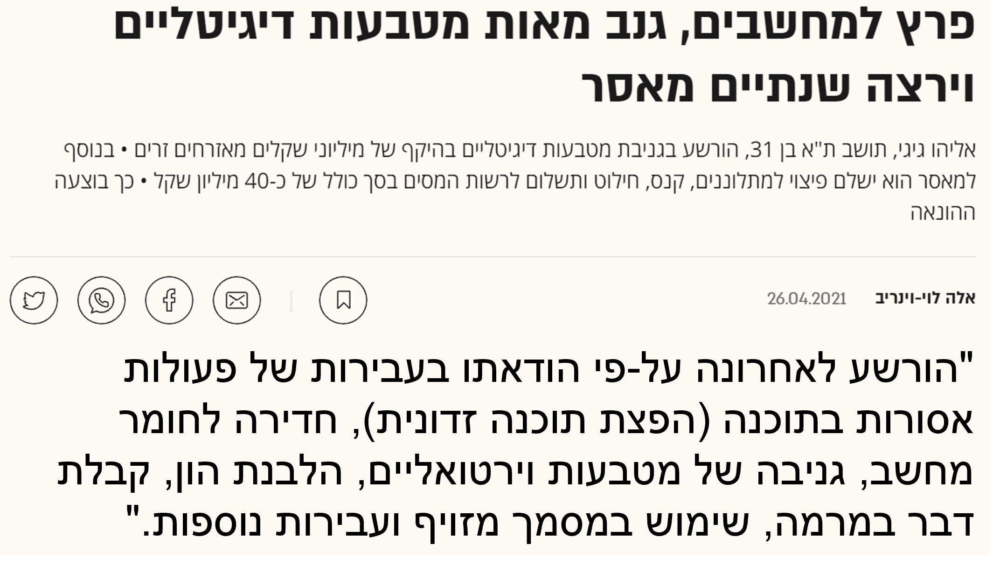 פרץ למחשבים, גנב מאות מטבעות דיגיטליים
וירצה שנתיים מאסר
אליהו גיגי, תושב ת"א בן 31, הורשע בגניבת מטבעות דיגיטליים בהיקף של מיליוני שקלים מאזרחים זרים • בנוסף
למאסר הוא ישלם פיצוי למתלוננים, קנס, חילוט ותשלום לרשות המסים בסך כולל של כ-40 מיליון שקל • כך בוצעה
ההונאה
אלה לוי-וינריב 26.04.2021
"הורשע לאחרונה על-פי הודאתו בעבירות של פעולות
אסורות בתוכנה (הפצת תוכנה זדונית), חדירה לחומר
מחשב, גניבה של מטבעות וירטואליים, הלבנת הון, קבלת
דבר במרמה, שימוש במסמך מזויף ועבירות נוספות."